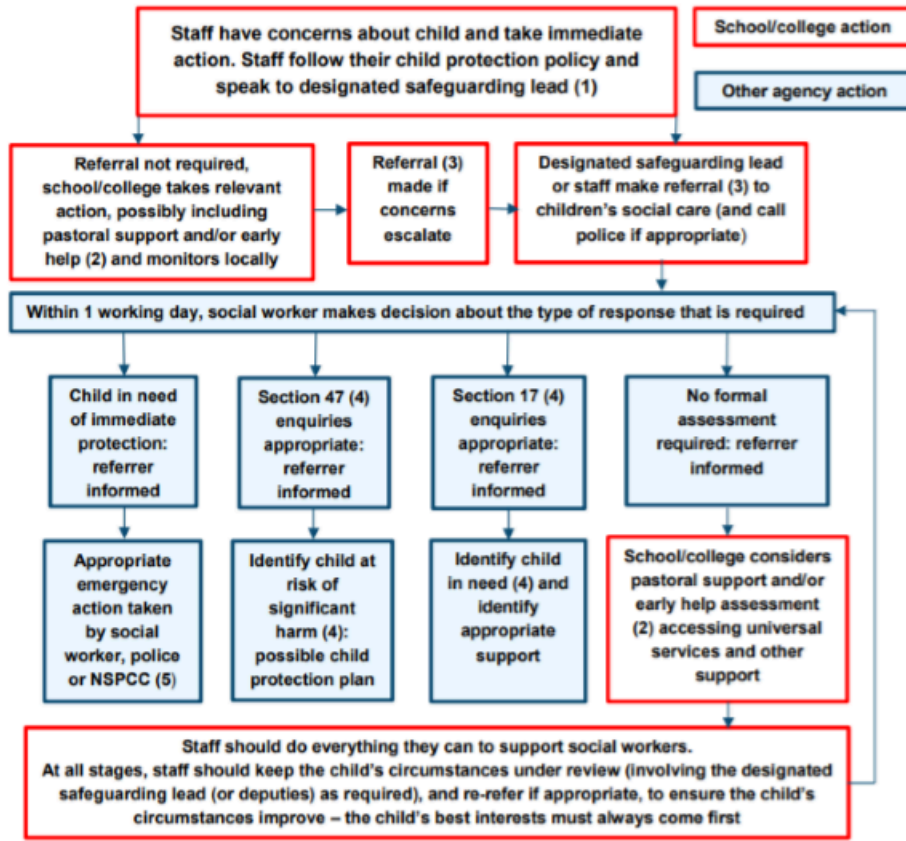 Staff have concerns about child and take immediate
action. Staff follow their child protection policy and
speak to designated safeguarding lead (1)
School/college action
Other agency action
Referral not required,
school/college takes relevant
action, possibly including
pastoral support and/or early
help (2) and monitors locally
Referral (3)
made if
concerns
escalate
Designated safeguarding lead
or staff make referral (3) to
children's social care (and call
police if appropriate)
Within 1 working day, social worker makes decision about the type of response that is required
Child in need
of immediate
protection:
referrer
informed
Section 47 (4)
enquiries
appropriate:
referrer
informed
Section 17 (4)
enquiries
appropriate:
referrer
informed
No formal
assessment
required: referrer
informed
Appropriate
emergency
action taken
by social
worker, police
or NSPCC (5)
Identify child at
risk of
significant
harm (4):
possible child
protection plan
Identify child
in need (4) and
identify
appropriate
support
School/college considers
pastoral support and/or
early help assessment
(2) accessing universal
services and other
support
Staff should do everything they can to support social workers.
At all stages, staff should keep the child's circumstances under review (involving the designated
safeguarding lead (or deputies) as required), and re-refer if appropriate, to ensure the child's
circumstances improve – the child's best interests must always come first